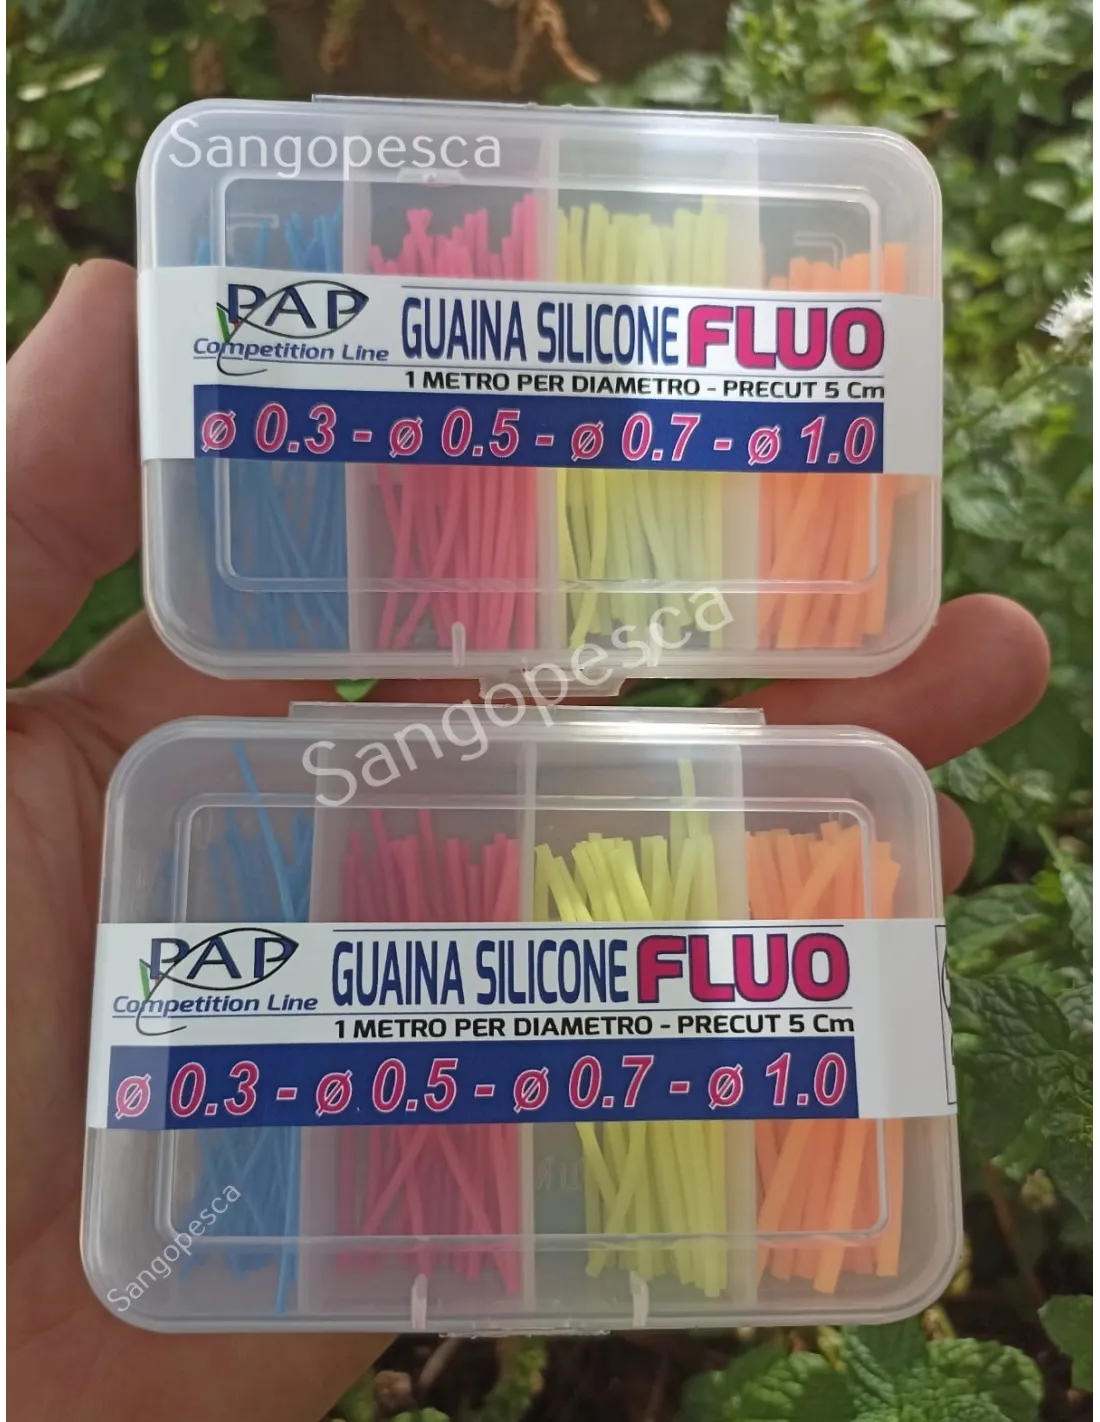 Sangopesca
PAP
Competition Line
GUAINA SILICONE FLUO
1 METRO PER DIAMETRO - PRECUT 5 Cm
ø 0.3 - ø 0.5 - ø 0.7 - ø 1.0
Sangopesca
PAP
Competition Line
GUAINA SILICONE FLUO
1 METRO PER DIAMETRO - PRECUT 5 Cm
ø 0.3 - ø 0.5 - ø 0.7 - ø 1.0
Sangopesca